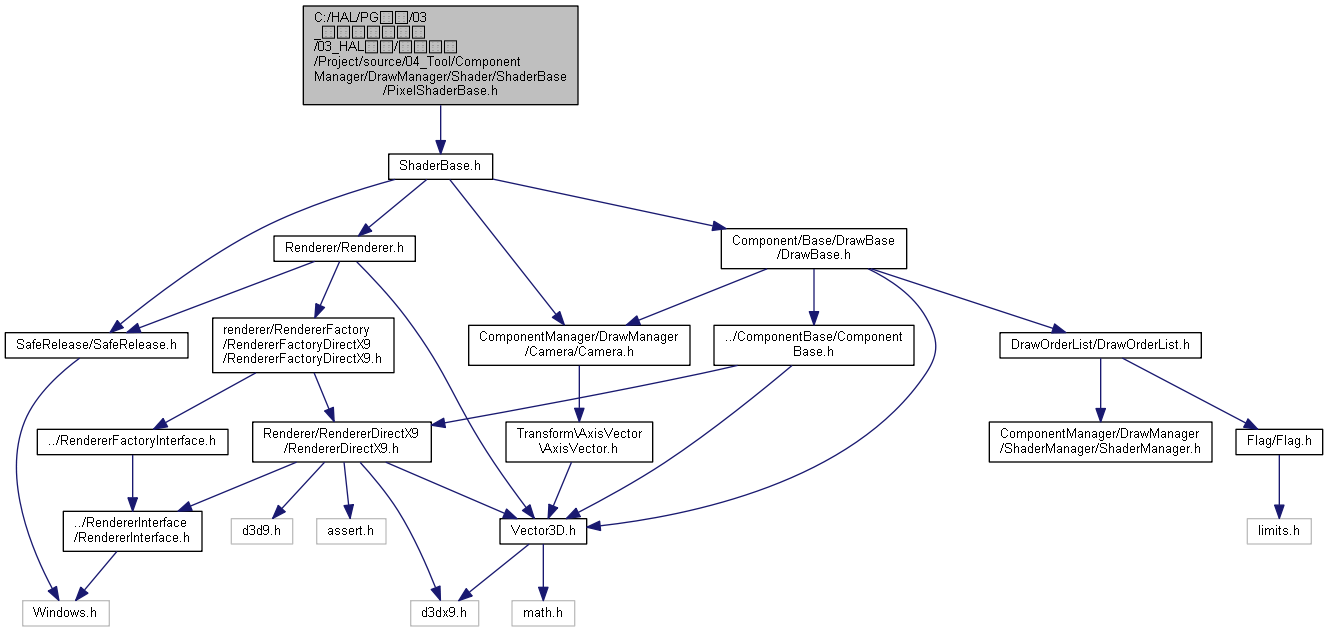 C:/HAL/PG□□/03
_□□□□□□□
/03_HAL□□/□□□□
/Project/source/04_Tool/Component
Manager/DrawManager/Shader/ShaderBase
/PixelShaderBase.h
ShaderBase.h
Renderer/Renderer.h
Component/Base/DrawBase
/DrawBase.h
SafeRelease/SafeRelease.h
renderer/RendererFactory
/RendererFactoryDirectX9
/RendererFactoryDirectX9.h
ComponentManager/DrawManager
/Camera/Camera.h
../ComponentBase/Component
Base.h
DrawOrderList/DrawOrderList.h
../RendererFactoryInterface.h
Renderer/RendererDirectX9
/RendererDirectX9.h
Transform\AxisVector
\AxisVector.h
ComponentManager/DrawManager
/ShaderManager/ShaderManager.h
Flag/Flag.h
../RendererInterface
/RendererInterface.h
d3d9.h
assert.h
Vector3D.h
limits.h
Windows.h
d3dx9.h
math.h